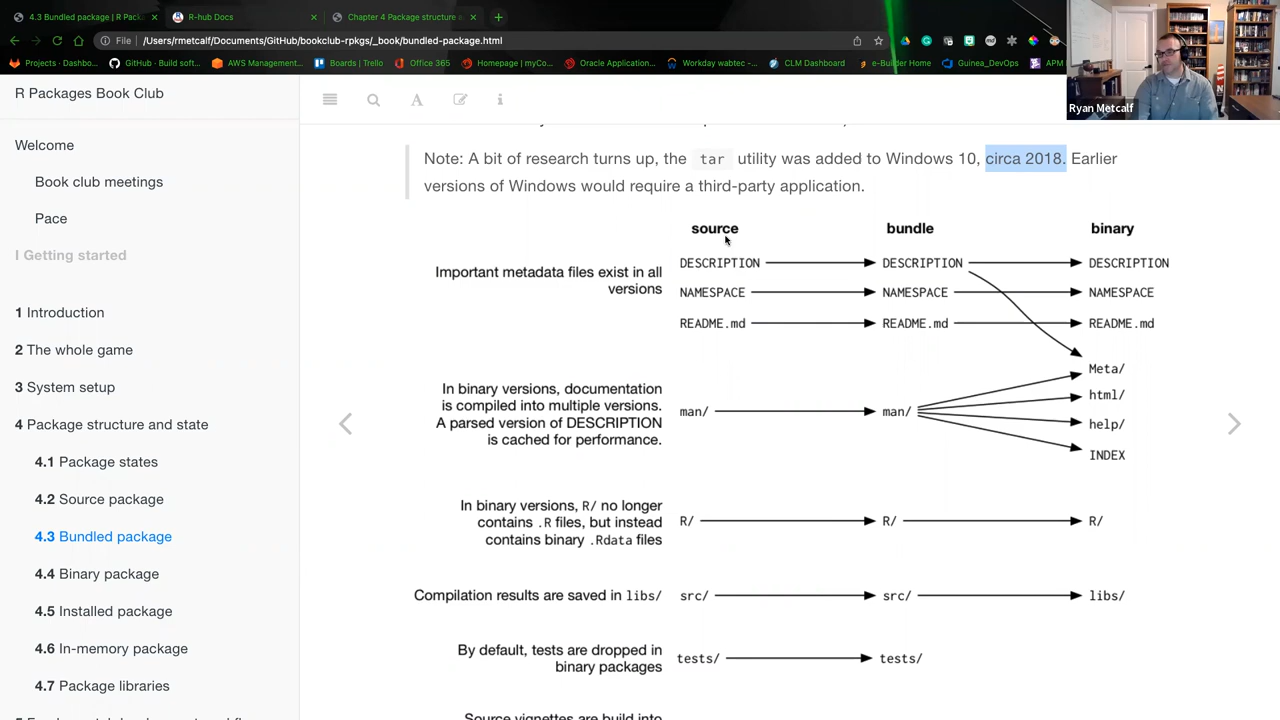 4.3 Bundled package | R Pack
R-hub Docs
Chapter 4 Package structure
File
/Users/rmetcalf/Documents/GitHub/bookclub-rpkgs/_book/bundled-package.html
Projects - Dashbo...
GitHub - Build soft...
AWS Management...
Boards | Trello
Office 365
Homepage | myCo...
Oracle Application...
Workday wabtec -...
CLM Dashboard
e-Builder Home
Guinea_DevOps
APM
Ryan Metcalf
R Packages Book Club
Welcome
Book club meetings
Pace
I Getting started
1 Introduction
2 The whole game
3 System setup
4 Package structure and state
4.1 Package states
4.2 Source package
4.3 Bundled package
4.4 Binary package
4.5 Installed package
4.6 In-memory package
4.7 Package libraries
Note: A bit of research turns up, the tar utility was added to Windows 10, circa 2018. Earlier
versions of Windows would require a third-party application.
source bundle binary
Important metadata files exist in all
versions
DESCRIPTION DESCRIPTION DESCRIPTION
NAMESPACE NAMESPACE NAMESPACE
README.md README.md README.md
In binary versions, documentation
is compiled into multiple versions.
A parsed version of DESCRIPTION
is cached for performance.
man/ man/
Meta/
html/
help/
INDEX
In binary versions, R/ no longer
contains .R files, but instead
contains binary .Rdata files
R/ R/ R/
Compilation results are saved in libs/ src/ src/ libs/
By default, tests are dropped in
binary packages
tests/ tests/
Source vignettes are build into